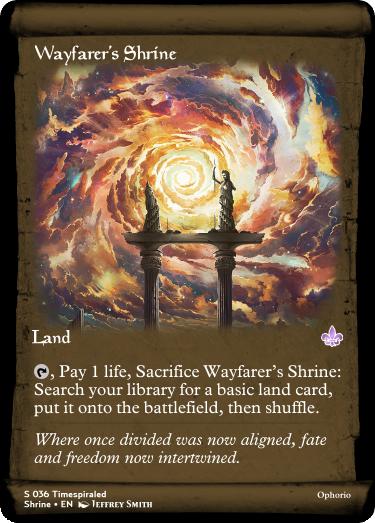 Wayfarer's Shrine
Land
, Pay 1 life, Sacrifice Wayfarer's Shrine:
Search your library for a basic land card,
put it onto the battlefield, then shuffle.
Where once divided was now aligned, fate
and freedom now intertwined.
S 036 Timespiraled
Ophorio
Shrine • EN Jeffrey Smith